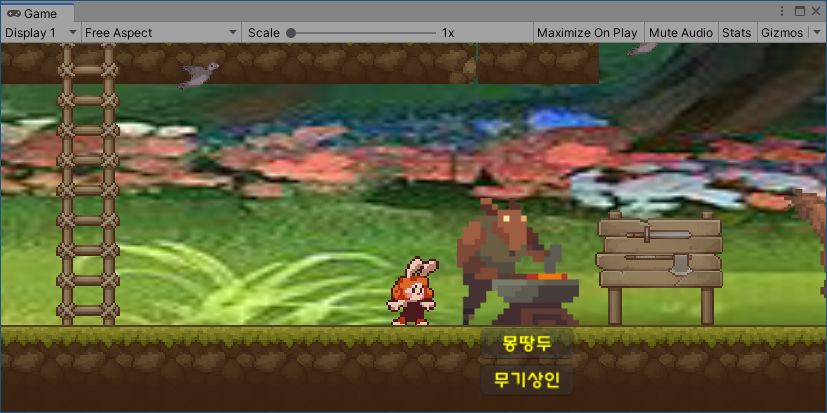 Game
Display 1 Free Aspect Scale 1x Maximize On Play Mute Audio Stats Gizmos
몽땅두
무기상인